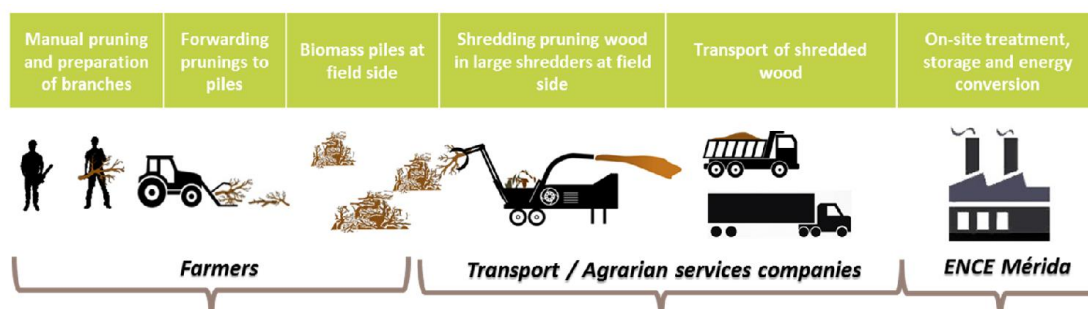 Manual pruning
and preparation
of branches
Forwarding
prunings to
piles
Biomass piles at
field side
Shredding pruning wood
in large shredders at field
side
Transport of shredded
wood
On-site treatment,
storage and energy
conversion
Farmers
Transport / Agrarian services companies
ENCE Mérida